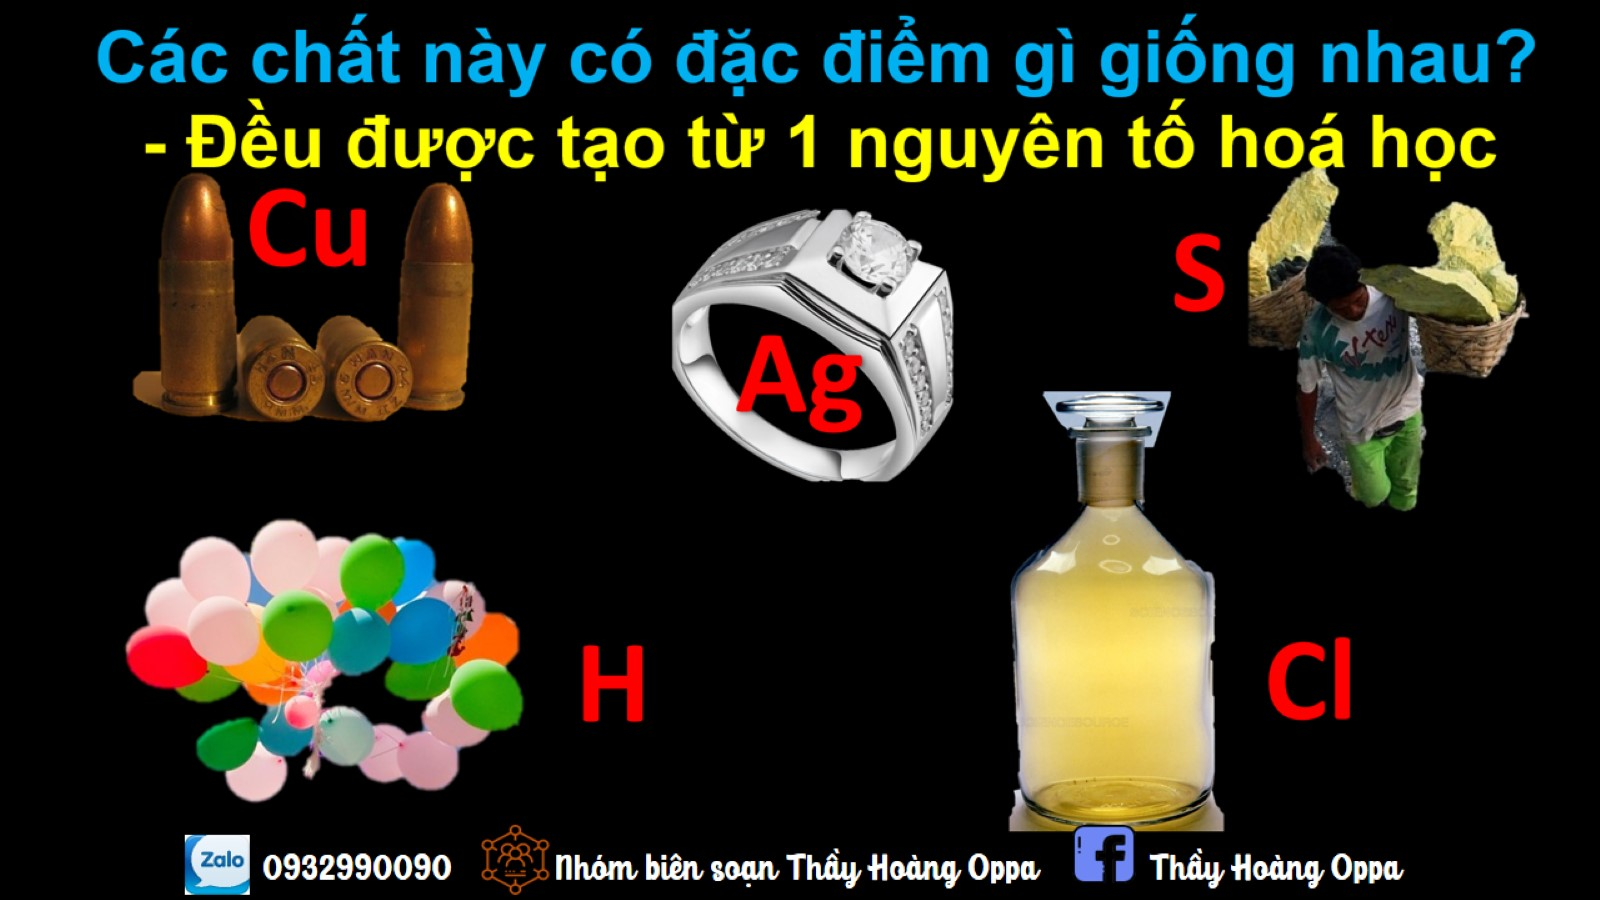 Các chất này có đặc điểm gì giống nhau?
- Đều được tạo từ 1 nguyên tố hoá học
Cu
Ag
S
H
Cl
Zalo 0932990090 Nhóm biên soạn Thầy Hoàng Oppa f Thầy Hoàng Oppa